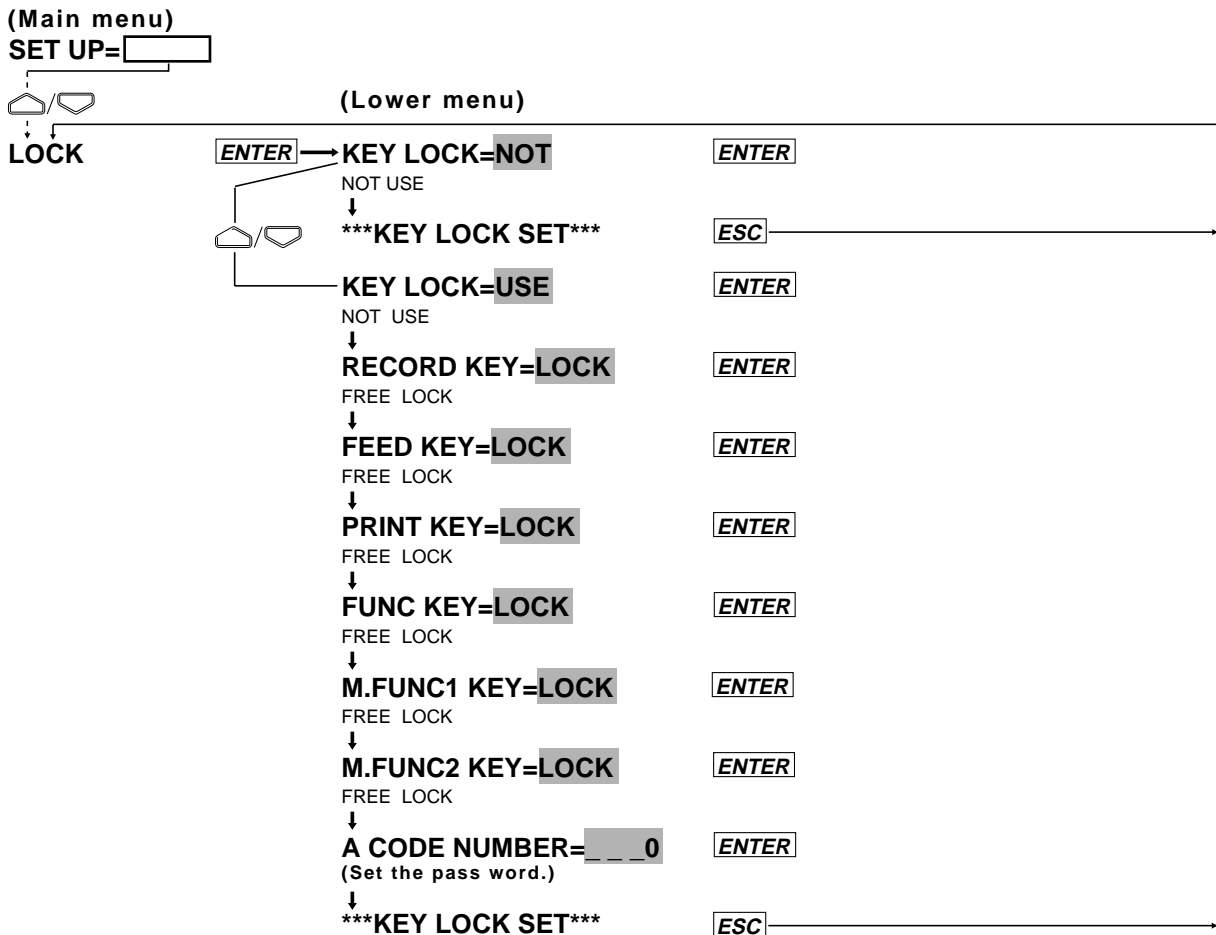 (Main menu)
SET UP=
/
(Lower menu)
LOCK ENTER KEY LOCK=NOT ENTER
NOT USE
***KEY LOCK SET*** ESC
/
KEY LOCK=USE ENTER
NOT USE
RECORD KEY=LOCK ENTER
FREE LOCK
FEED KEY=LOCK ENTER
FREE LOCK
PRINT KEY=LOCK ENTER
FREE LOCK
FUNC KEY=LOCK ENTER
FREE LOCK
M.FUNC1 KEY=LOCK ENTER
FREE LOCK
M.FUNC2 KEY=LOCK ENTER
FREE LOCK
A CODE NUMBER=_ _ _0 ENTER
(Set the pass word.)
***KEY LOCK SET*** ESC